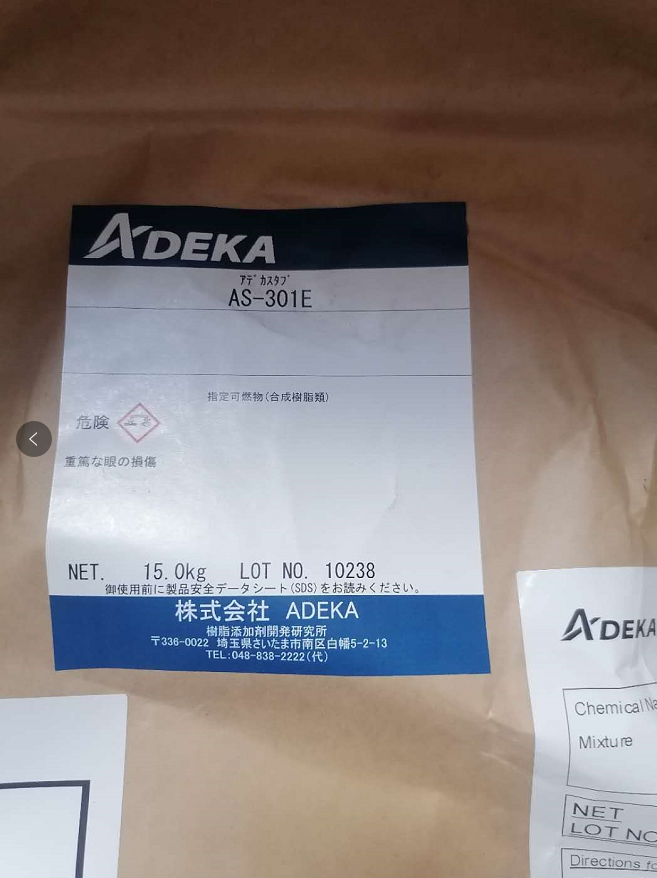 ADEKA
ｱﾃﾞｶｽﾀﾌﾞ
AS-301E
指定可燃物(合成樹脂類)
危険
重篤な眼の損傷
NET. 15.0kg LOT NO. 10238
御使用前に製品安全データシート(SDS)をお読みください。
株式会社 ADEKA
樹脂添加剤開発研究所
〒336-0022 埼玉県さいたま市南区白幡5-2-13
TEL:048-838-2222(代)
ADEKA
Chemical
Mixture
NET
LOT NO
Directions